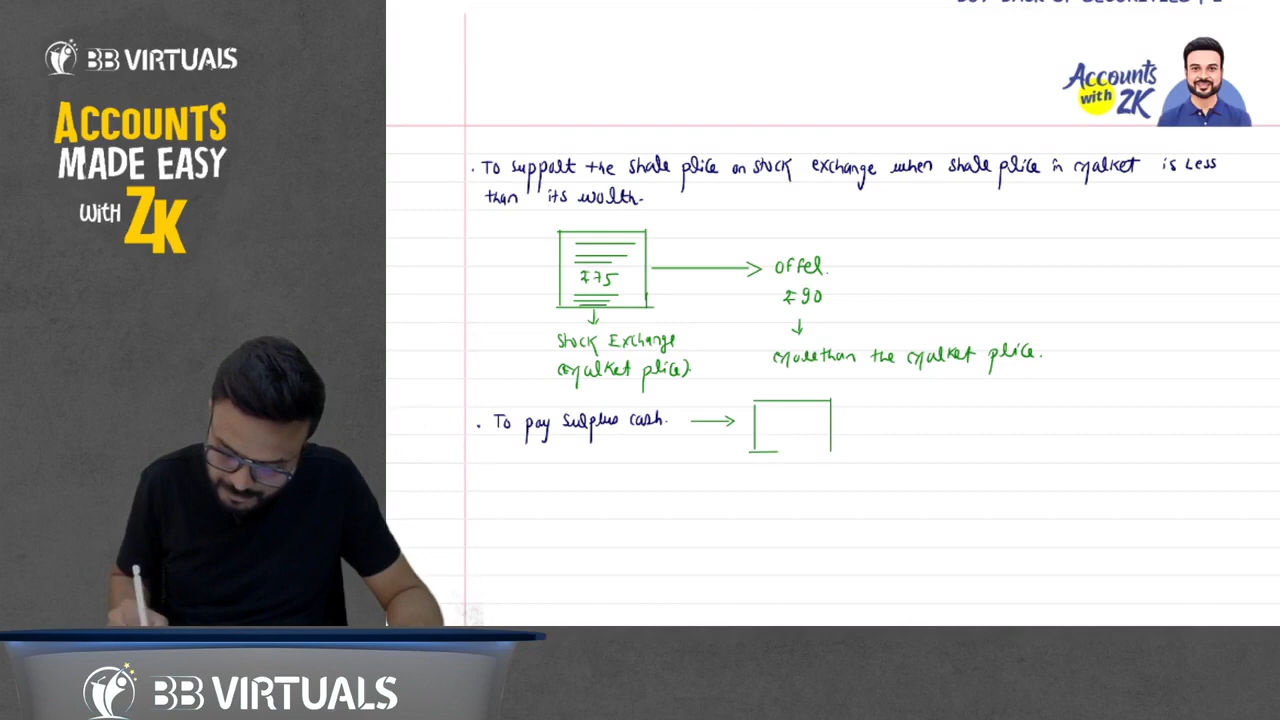 BB VIRTUALS
ACCOUNTS
MADE EASY
WITH ZK
Accounts
with ZK
. To support the share price on stock exchange when share price in market is less
than its worth.
₹75
offer.
₹90
Stock Exchange
(market price).
more than the market price.
. To pay surplus cash.
BB VIRTUALS